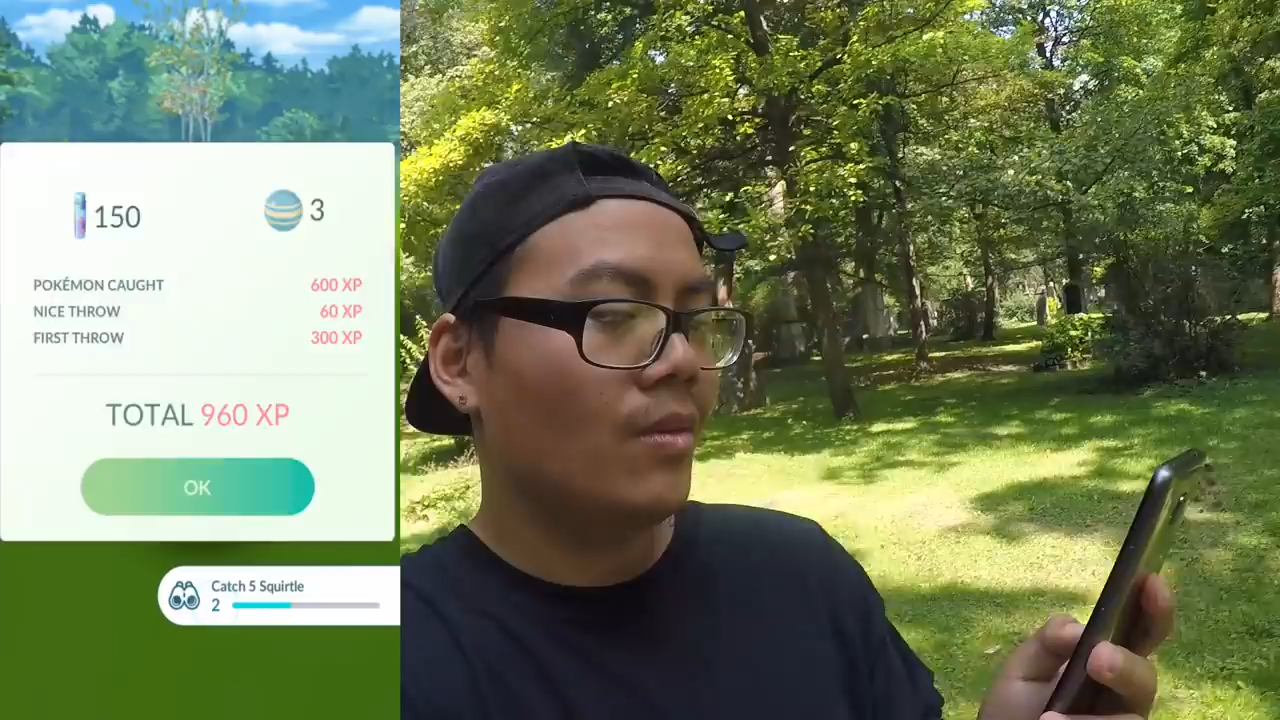 150
3
POKÉMON CAUGHT 600 XP
NICE THROW 60 XP
FIRST THROW 300 XP
TOTAL 960 XP
OK
Catch 5 Squirtle
2